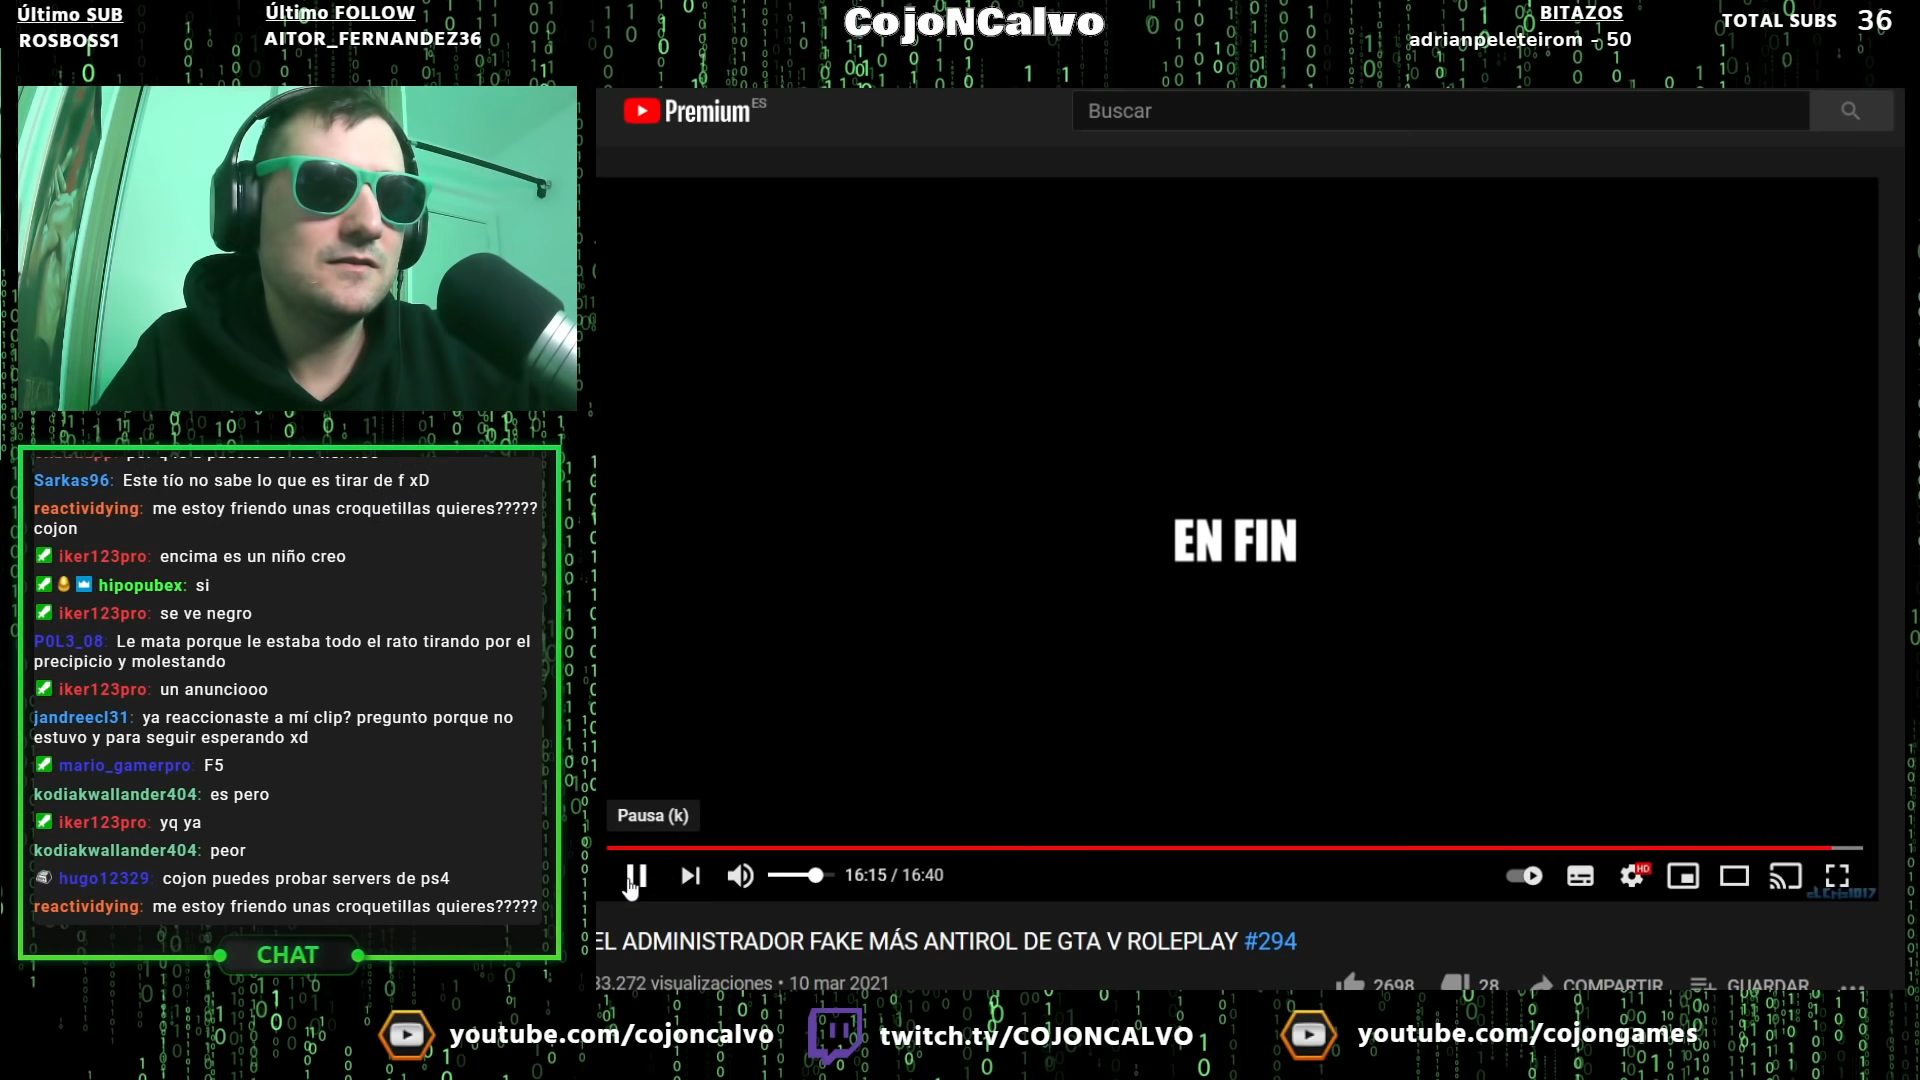 Último SUB
ROSBOSS1
Último FOLLOW
AITOR_FERNANDEZ36
CojoNCalvo
BITAZOS
adrianpeleteirom - 50
TOTAL SUBS 36
Premium ES
Buscar
EN FIN
Pausa (k)
16:15 / 16:40
HD
EL ADMINISTRADOR FAKE MÁS ANTIROL DE GTA V ROLEPLAY #294
33.272 visualizaciones • 10 mar 2021
2698
28
COMPARTIR
GUARDAR
Sarkas96: Este tío no sabe lo que es tirar de f xD
reactividying: me estoy friendo unas croquetillas quieres?????
cojon
iker123pro: encima es un niño creo
hipopubex: si
iker123pro: se ve negro
P0L3_08: Le mata porque le estaba todo el rato tirando por el
precipicio y molestando
iker123pro: un anunciooo
jandreecl31: ya reaccionaste a mí clip? pregunto porque no
estuvo y para seguir esperando xd
mario_gamerpro: F5
kodiakwallander404: es pero
iker123pro: yq ya
kodiakwallander404: peor
hugo12329: cojon puedes probar servers de ps4
reactividying: me estoy friendo unas croquetillas quieres?????
CHAT
youtube.com/cojoncalvo
twitch.tv/COJONCALVO
youtube.com/cojongames